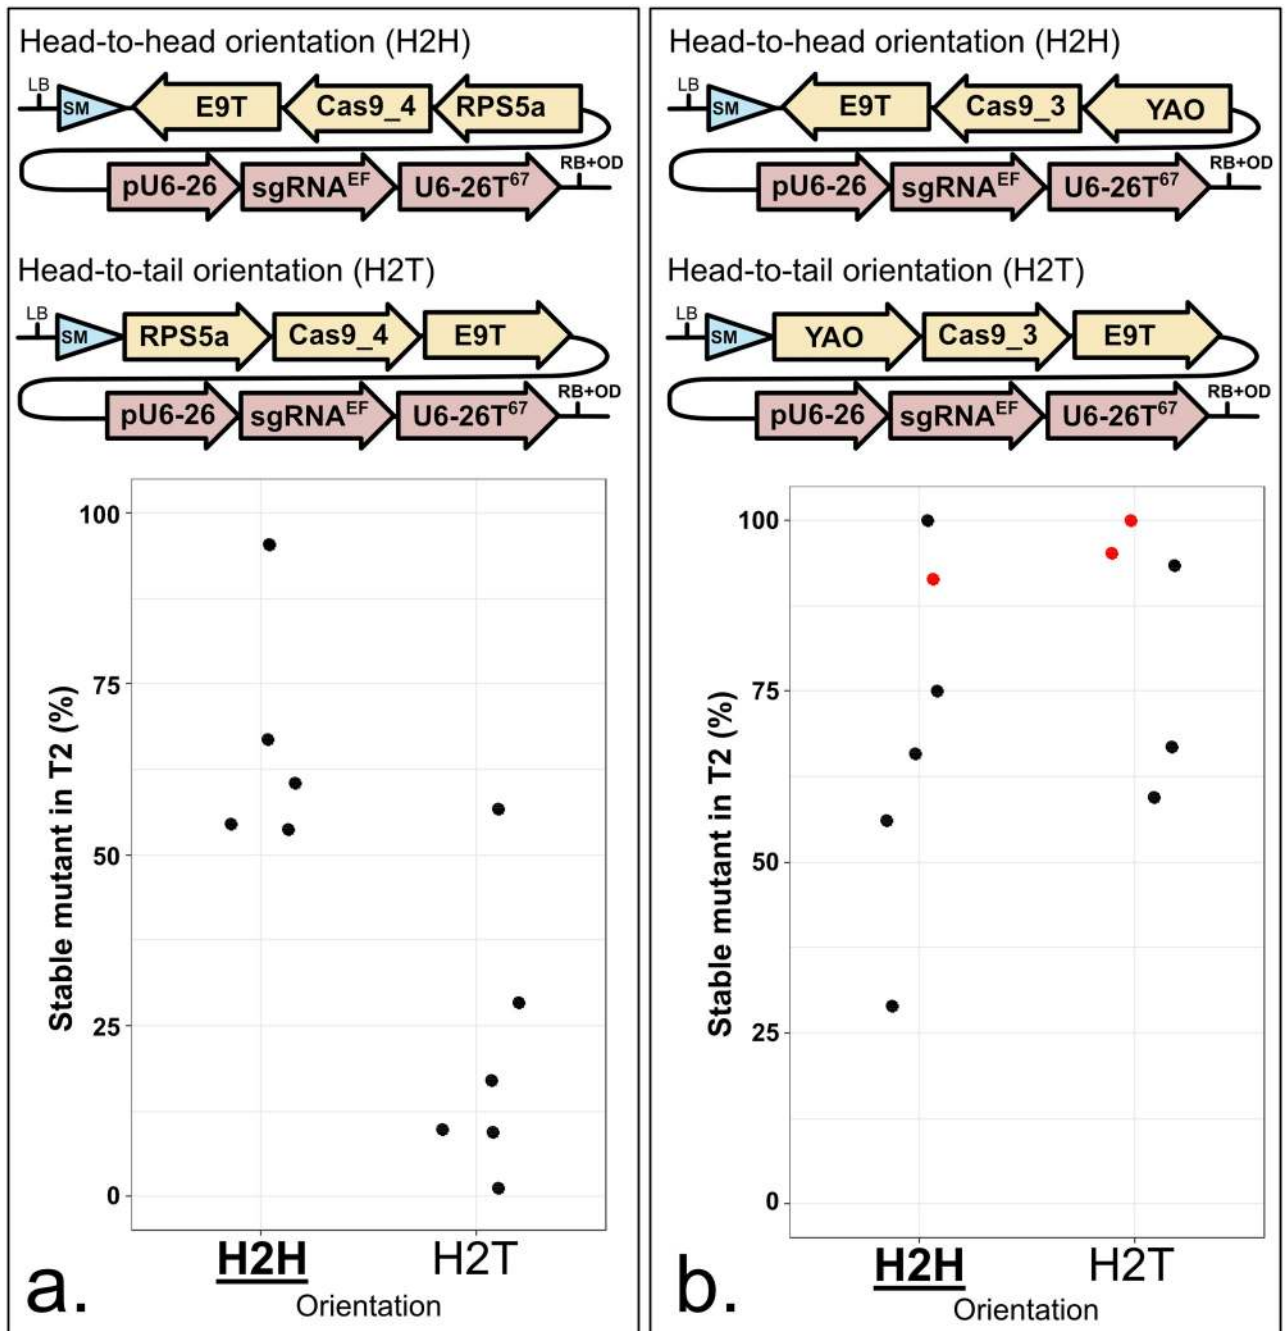 Head-to-head orientation (H2H)
LB
SM E9T Cas9_4 RPS5a
RB+OD
pU6-26 sgRNA^EF U6-26T^67
Head-to-tail orientation (H2T)
LB
SM RPS5a Cas9_4 E9T
RB+OD
pU6-26 sgRNA^EF U6-26T^67
Stable mutant in T2 (%)
100
75
50
25
0
H2H H2T
Orientation
a.
Head-to-head orientation (H2H)
LB
SM E9T Cas9_3 YAO
RB+OD
pU6-26 sgRNA^EF U6-26T^67
Head-to-tail orientation (H2T)
LB
SM YAO Cas9_3 E9T
RB+OD
pU6-26 sgRNA^EF U6-26T^67
Stable mutant in T2 (%)
100
75
50
25
0
H2H H2T
Orientation
b.